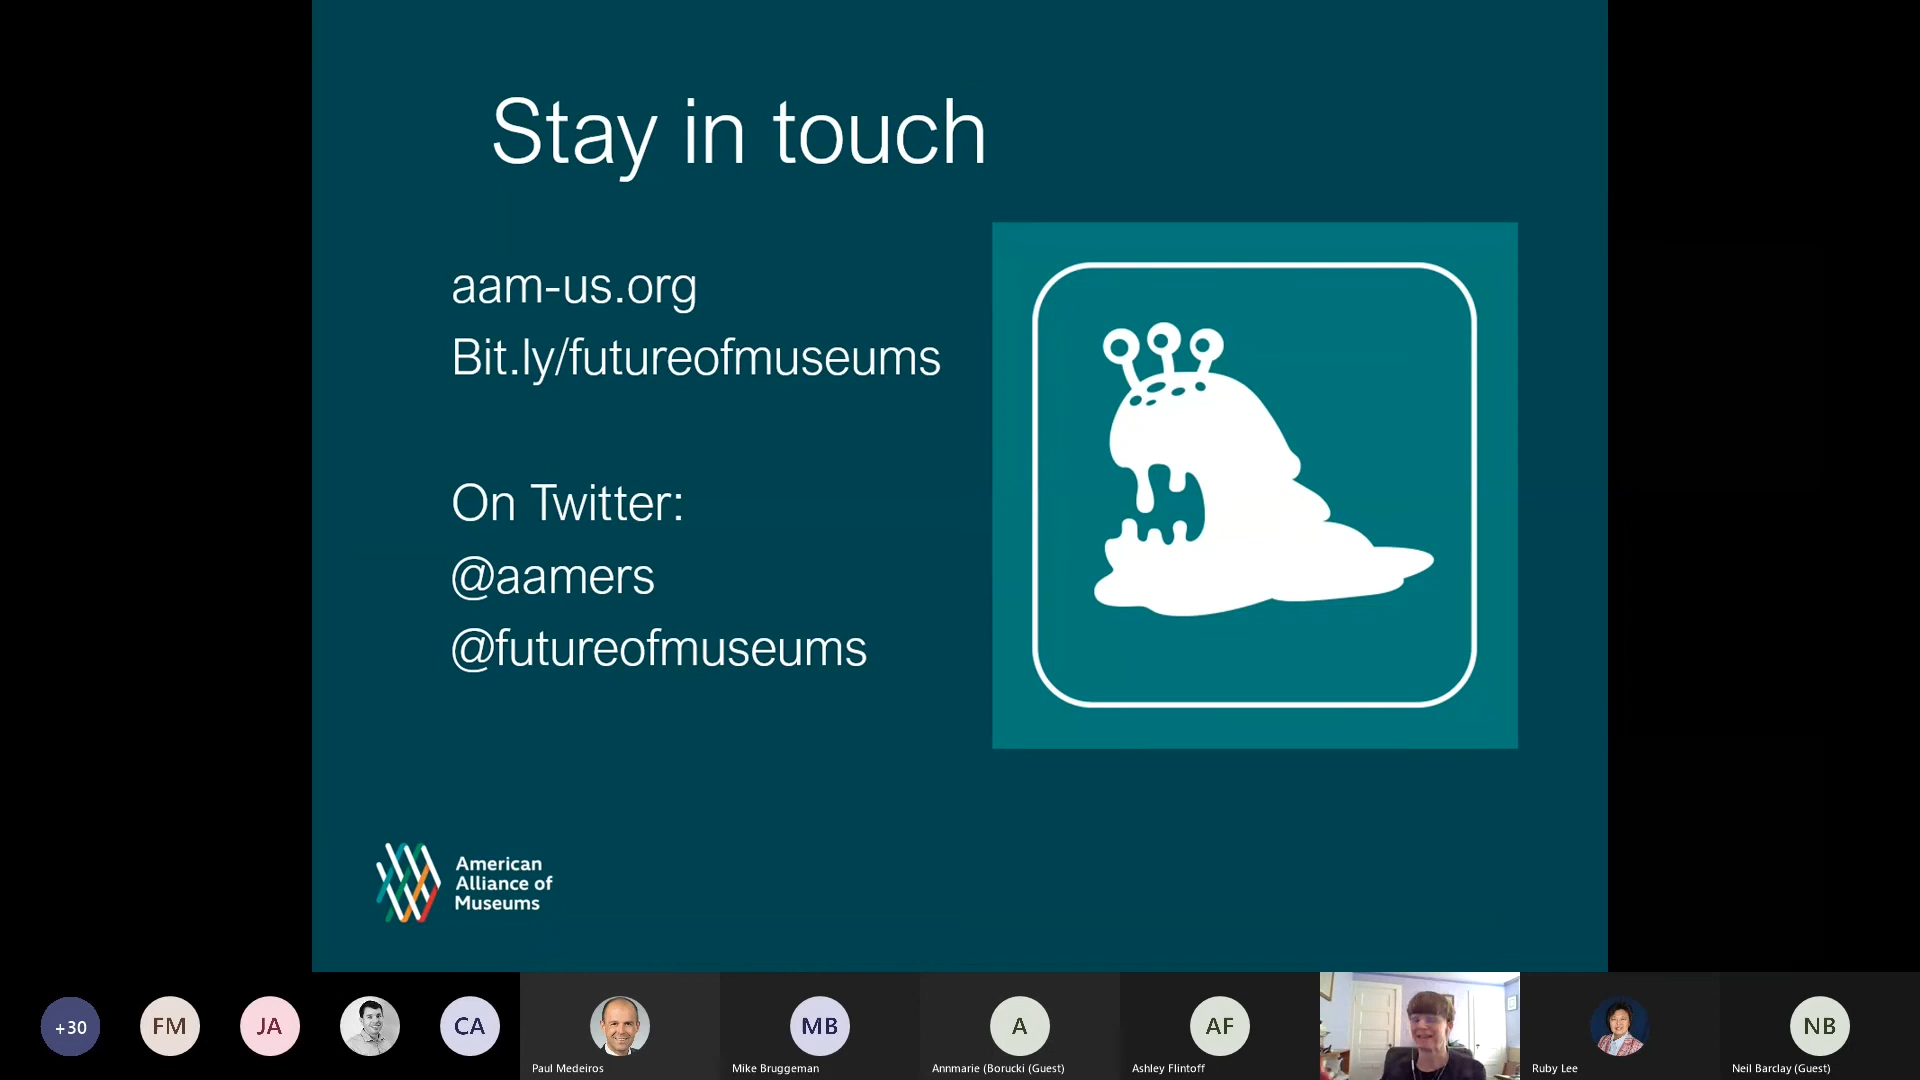 Stay in touch
aam-us.org
Bit.ly/futureofmuseums
On Twitter:
@aamers
@futureofmuseums
American
Alliance of
Museums
+30
FM
JA
CA
Paul Medeiros
MB
Mike Bruggeman
A
Annmarie (Borucki (Guest)
AF
Ashley Flintoff
Ruby Lee
NB
Neil Barclay (Guest)